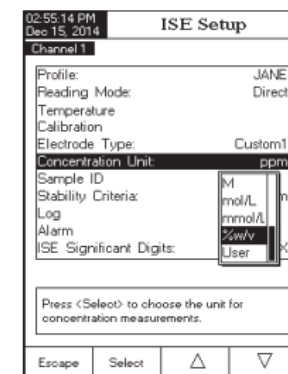 02:55:14 PM
Dec 15, 2014
ISE Setup
Channel 1
Profile: JANE
Reading Mode: Direct
Temperature
Calibration
Electrode Type: Custom1
Concentration Unit: ppm
Sample ID
Stability Criteria:
Log
Alarm
ISE Significant Digits:
M
mol/L
mmol/L
%w/v
User
Press <Select> to choose the unit for
concentration measurements.
Escape Select △ ▽